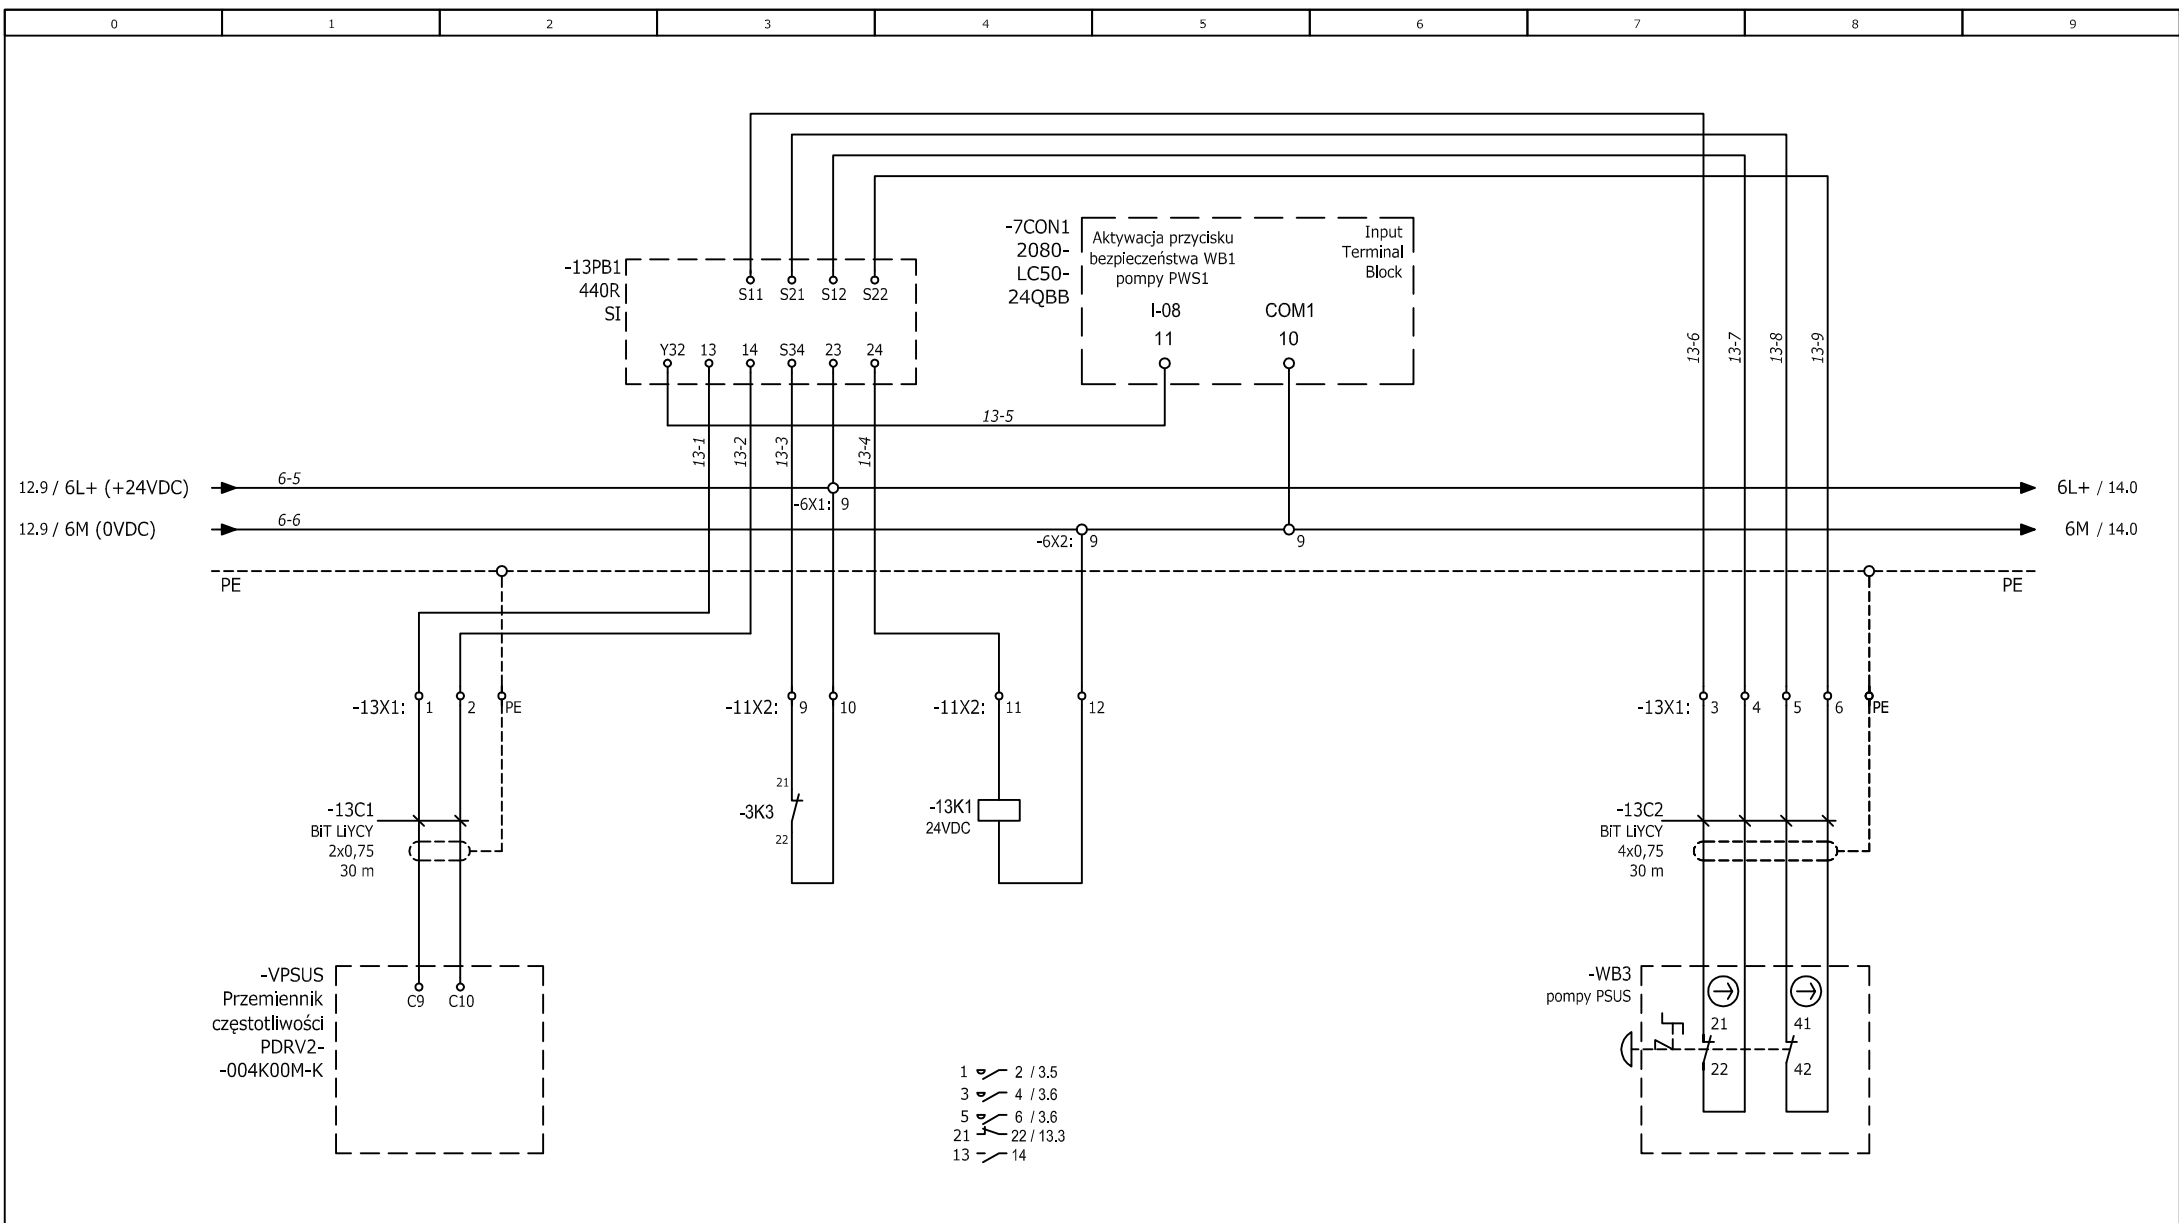 0 1 2 3 4 5 6 7 8 9
-7CON1
2080-
LC50-
24QBB
Aktywacja przycisku
bezpieczeństwa WB1
pompy PWS1
Input
Terminal
Block
I-08 COM1
11 10
-13PB1
440R
SI
S11 S21 S12 S22
Y32 13 14 S34 23 24
13-6 13-7 13-8 13-9
13-5
13-1 13-2 13-3 13-4
12.9 / 6L+ (+24VDC) 6-5 6L+ / 14.0
-6X1: 9
12.9 / 6M (0VDC) 6-6 6M / 14.0
-6X2: 9 9
PE PE
-13X1: 1 2 PE
-11X2: 9 10
-11X2: 11 12
-13X1: 3 4 5 6 PE
-13C1
BiT LiYCY
2x0,75
30 m
21
-3K3
22
-13K1
24VDC
-13C2
BiT LiYCY
4x0,75
30 m
-VPSUS
Przemiennik
częstotliwości
PDRV2-
-004K00M-K
C9 C10
-WB3
pompy PSUS
21 41
22 42
1 2 / 3.5
3 4 / 3.6
5 6 / 3.6
21 22 / 13.3
13 14